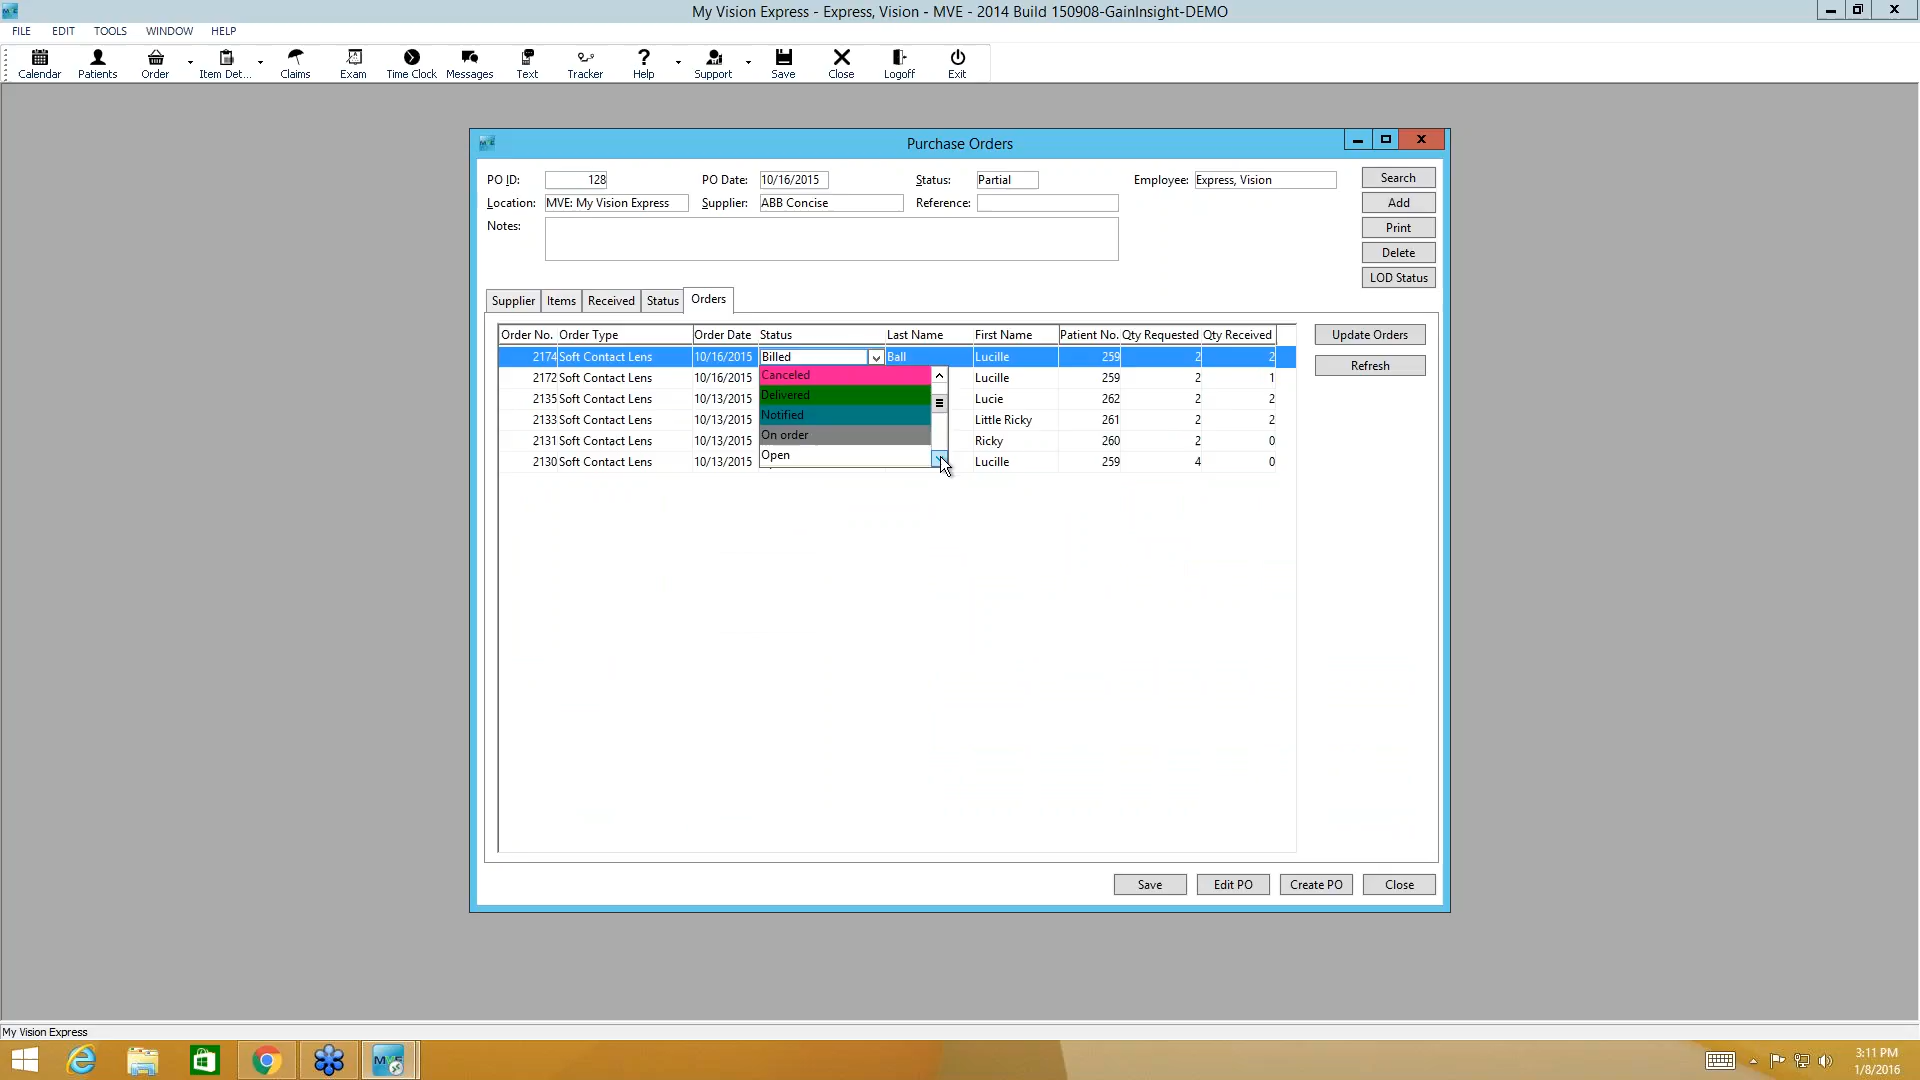 My Vision Express - Express, Vision - MVE - 2014 Build 150908-GainInsight-DEMO
FILE EDIT TOOLS WINDOW HELP
Calendar Patients Order Item Det... Claims Exam Time Clock Messages Text Tracker Help Support Save Close Logoff Exit
Purchase Orders
PO ID: 128 PO Date: 10/16/2015 Status: Partial Employee: Express, Vision Search
Location: MVE: My Vision Express Supplier: ABB Concise Reference: Add
Notes: Print
Delete
LOD Status
Supplier Items Received Status Orders
Order No. Order Type Order Date Status Last Name First Name Patient No. Qty Requested Qty Received Update Orders
2174 Soft Contact Lens 10/16/2015 Billed Ball Lucille 259 2 2 Refresh
2172 Soft Contact Lens 10/16/2015 Canceled Lucille 259 2 1
2135 Soft Contact Lens 10/13/2015 Delivered Lucie 262 2 2
2133 Soft Contact Lens 10/13/2015 Notified Little Ricky 261 2 2
2131 Soft Contact Lens 10/13/2015 On order Ricky 260 2 0
2130 Soft Contact Lens 10/13/2015 Open Lucille 259 4 0
Save Edit PO Create PO Close
My Vision Express
MVE
3:11 PM
1/8/2016